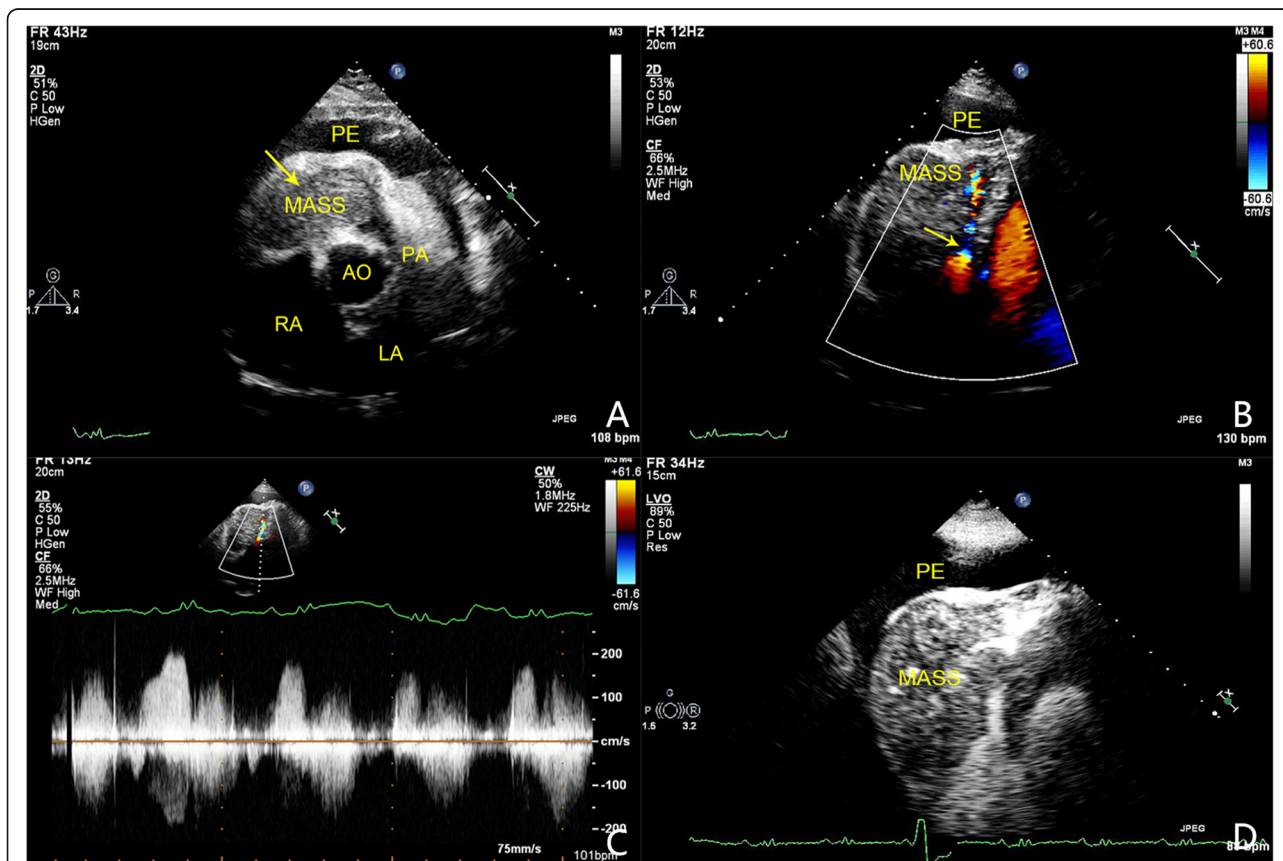 FR 43Hz
19cm
2D
51%
C 50
P Low
HGen
M3
P
PE
MASS
PA
AO
RA
LA
G
P R
1.7 3.4
X
JPEG
108 bpm
A
FR 12Hz
20cm
2D
53%
C 50
P Low
HGen
CF
66%
2.5MHz
WF High
Med
M3 M4
+60.6
-60.6
cm/s
P
PE
MASS
G
P R
1.7 3.4
X
JPEG
130 bpm
B
FR 13Hz
20cm
2D
55%
C 50
P Low
HGen
CF
66%
2.5MHz
WF High
Med
P
X
CW
50%
1.8MHz
WF 225Hz
M3 M4
+61.6
-61.6
cm/s
200
100
cm/s
-100
-200
75mm/s
101bpm
C
FR 34Hz
15cm
LVO
89%
C 50
P Low
Res
M3
P
PE
MASS
G
P R
1.6 3.2
X
JPEG
bpm
D